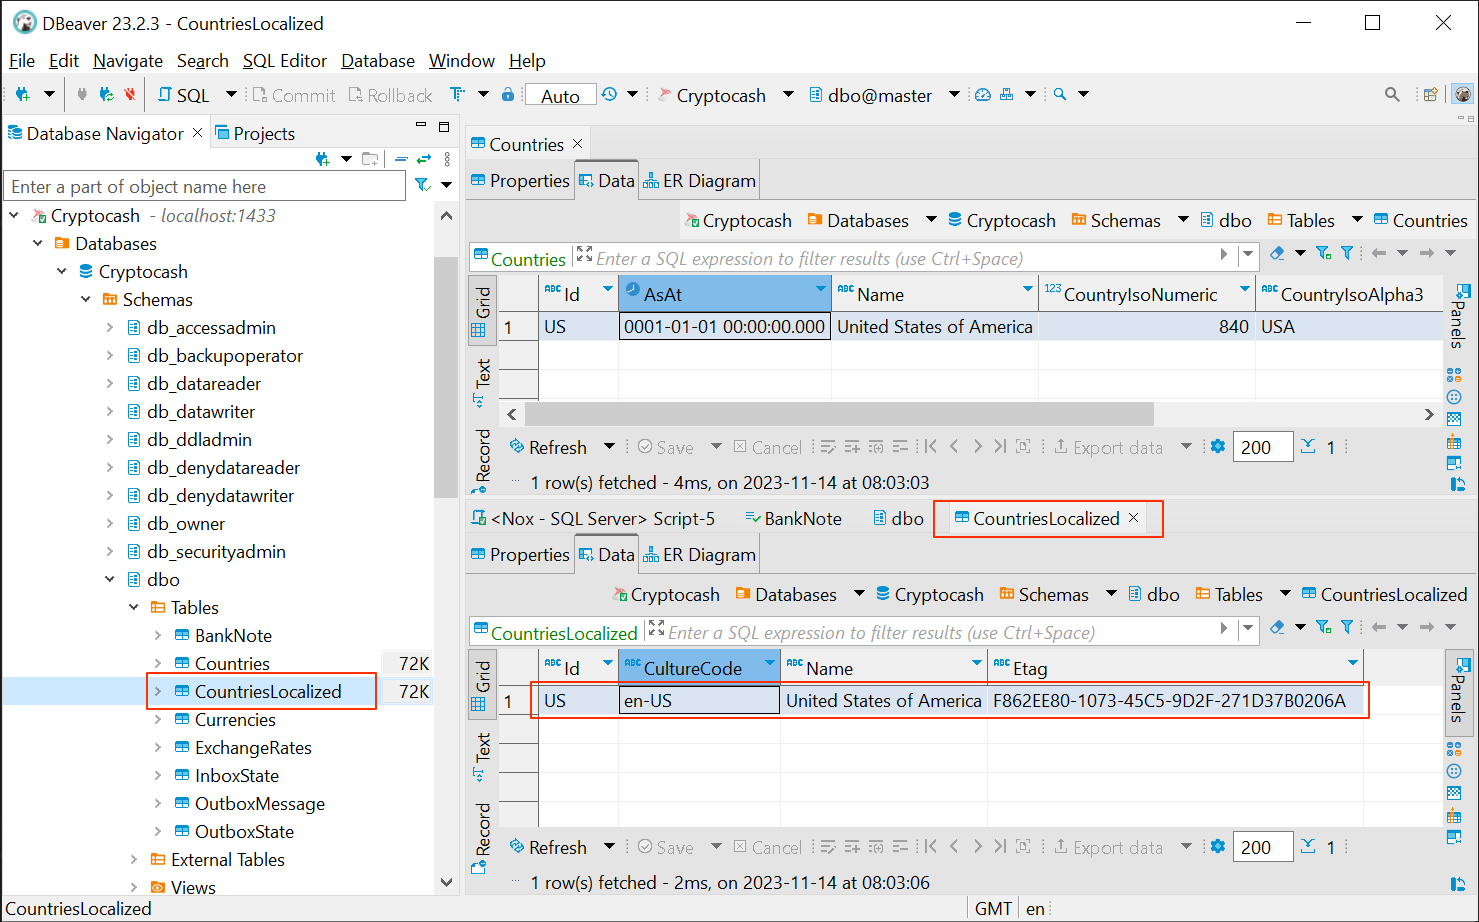 DBeaver 23.2.3 - CountriesLocalized
File Edit Navigate Search SQL Editor Database Window Help
SQL Commit Rollback Auto Cryptocash dbo@master
Database Navigator Projects
Enter a part of object name here
Cryptocash - localhost:1433
Databases
Cryptocash
Schemas
db_accessadmin
db_backupoperator
db_datareader
db_datawriter
db_ddladmin
db_denydatareader
db_denydatawriter
db_owner
db_securityadmin
dbo
Tables
BankNote
Countries 72K
CountriesLocalized 72K
Currencies
ExchangeRates
InboxState
OutboxMessage
OutboxState
External Tables
Views
Countries
Properties Data ER Diagram
Cryptocash Databases Cryptocash Schemas dbo Tables Countries
Countries Enter a SQL expression to filter results (use Ctrl+Space)
Grid
Text
Record
ABC Id AsAt ABC Name 123 CountryIsoNumeric ABC CountryIsoAlpha3
1 US 0001-01-01 00:00:00.000 United States of America 840 USA
Panels
Refresh Save Cancel Export data 200 1
1 row(s) fetched - 4ms, on 2023-11-14 at 08:03:03
<Nox - SQL Server> Script-5 BankNote dbo CountriesLocalized
Properties Data ER Diagram
Cryptocash Databases Cryptocash Schemas dbo Tables CountriesLocalized
CountriesLocalized Enter a SQL expression to filter results (use Ctrl+Space)
Grid
Text
Record
ABC Id ABC CultureCode ABC Name ABC Etag
1 US en-US United States of America F862EE80-1073-45C5-9D2F-271D37B0206A
Panels
Refresh Save Cancel Export data 200 1
1 row(s) fetched - 2ms, on 2023-11-14 at 08:03:06
CountriesLocalized GMT en